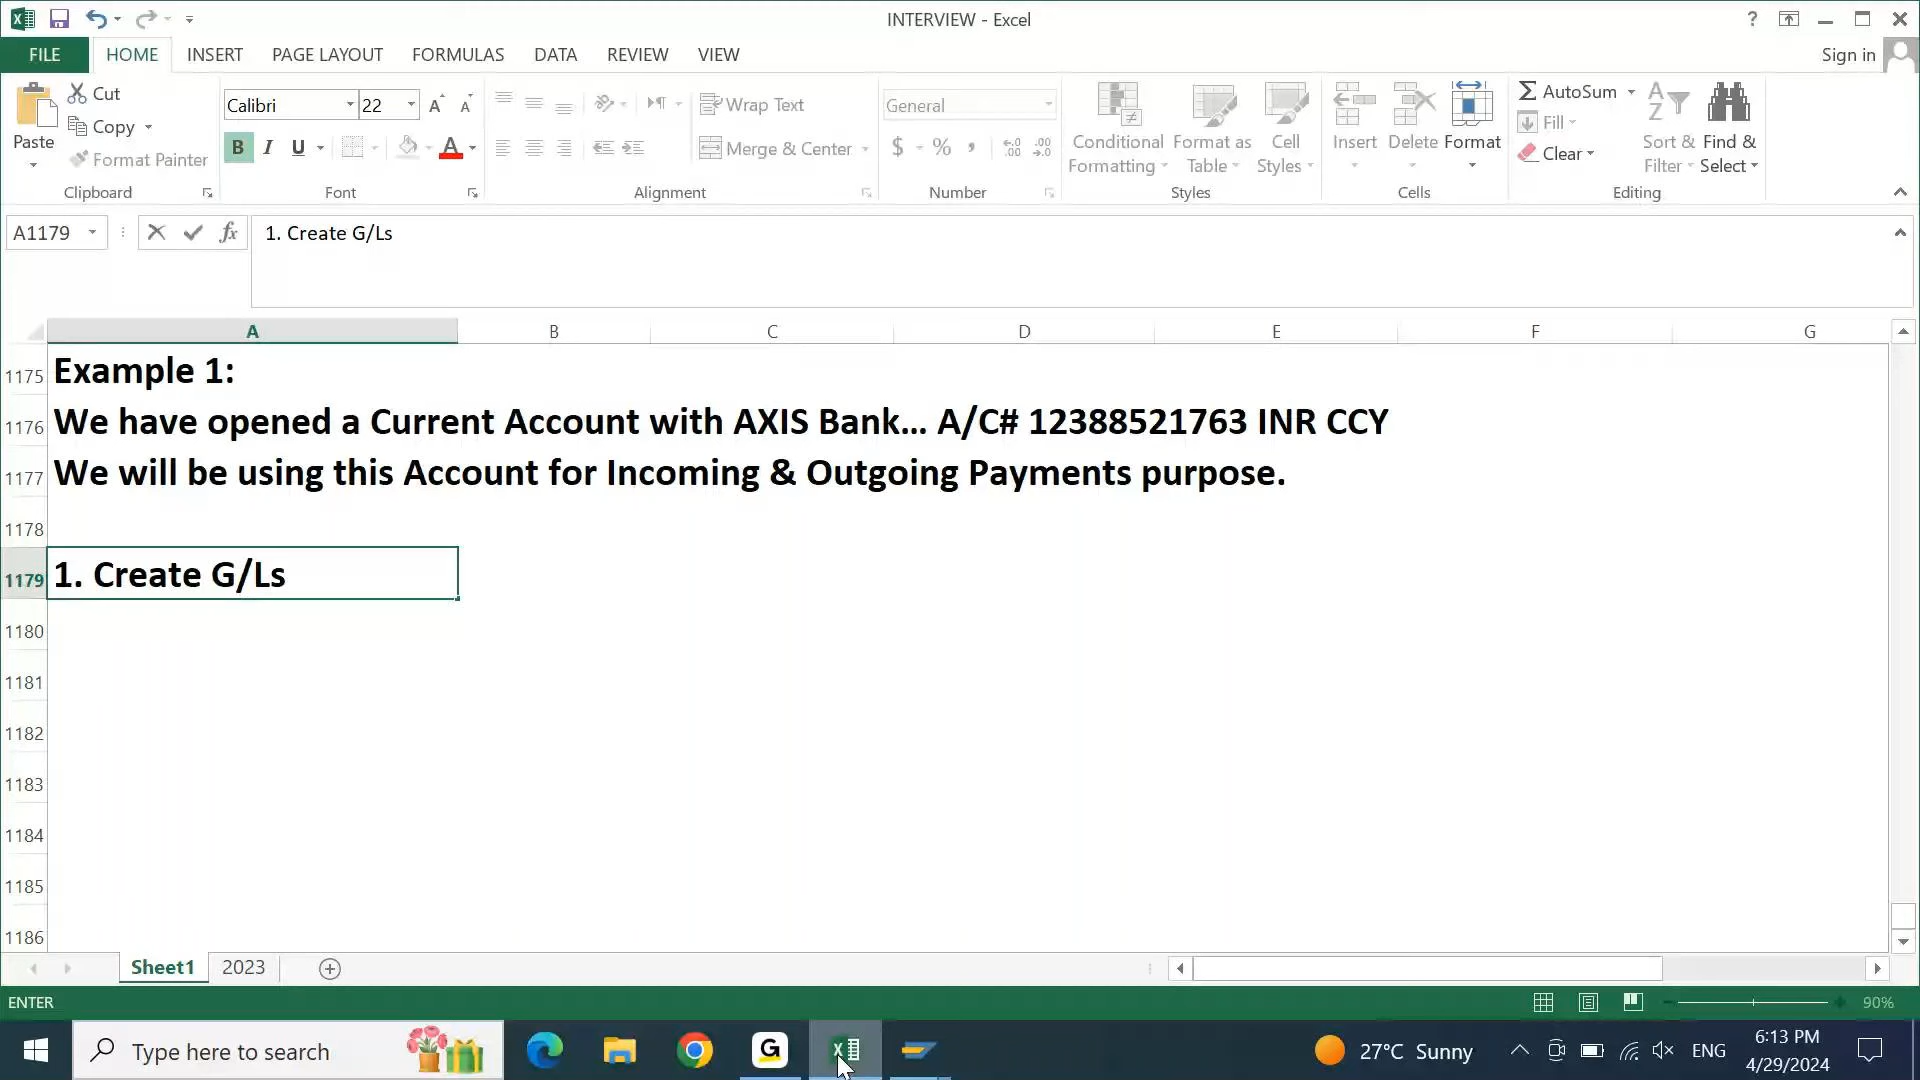 INTERVIEW - Excel
?
FILE HOME INSERT PAGE LAYOUT FORMULAS DATA REVIEW VIEW Sign in
Paste
Cut
Copy
Format Painter
Clipboard
Calibri 22 A A
B I U A
Font
Wrap Text
Merge & Center
Alignment
General
$ % ,
Number
Conditional Formatting
Format as Table
Cell Styles
Styles
Insert Delete Format
Cells
AutoSum
Fill
Clear
Sort & Filter
Find & Select
Editing
A1179 fx 1. Create G/Ls
A B C D E F G
1175 Example 1:
1176 We have opened a Current Account with AXIS Bank... A/C# 12388521763 INR CCY
1177 We will be using this Account for Incoming & Outgoing Payments purpose.
1178
1179 1. Create G/Ls
1180
1181
1182
1183
1184
1185
1186
Sheet1 2023
ENTER 90%
Type here to search
G
27°C Sunny
ENG
6:13 PM
4/29/2024